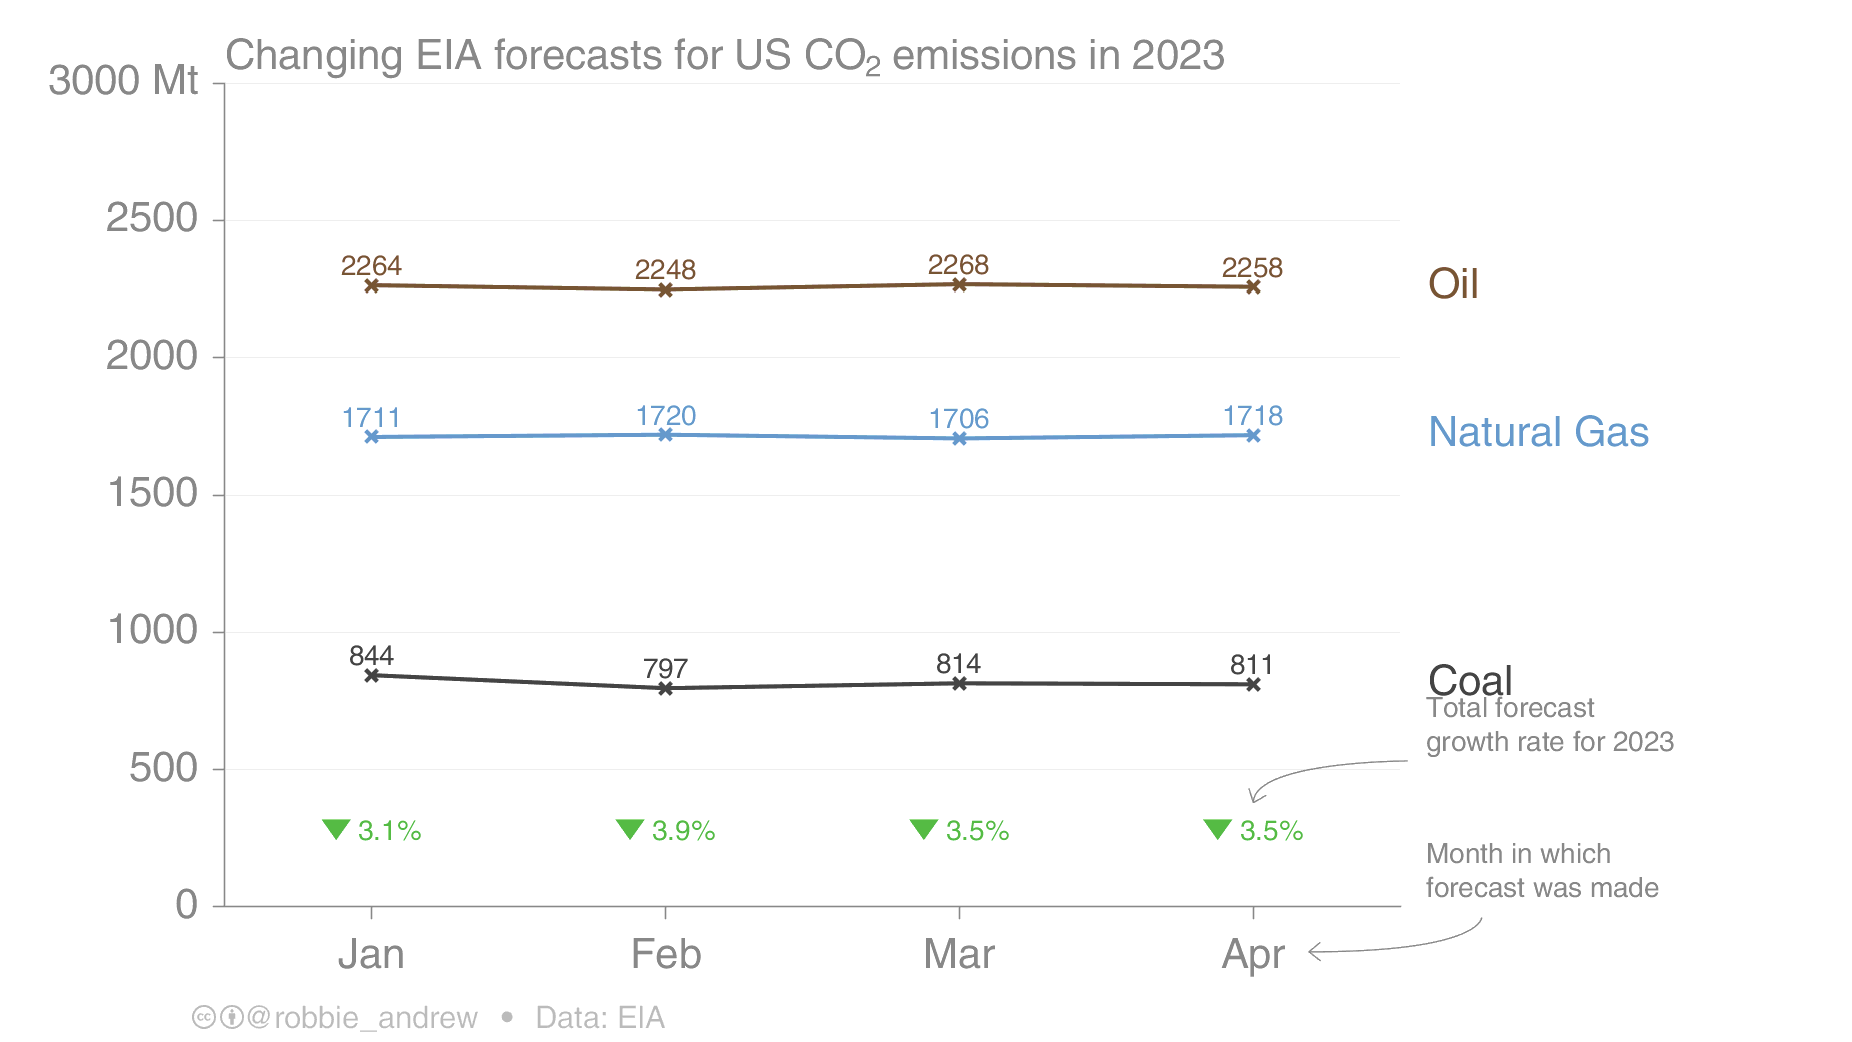 Changing EIA forecasts for US CO₂ emissions in 2023
3000 Mt
2500
2000
1500
1000
500
0
2264 2248 2268 2258
Oil
1711 1720 1706 1718
Natural Gas
844 797 814 811
Coal
Total forecast
growth rate for 2023
▼ 3.1% ▼ 3.9% ▼ 3.5% ▼ 3.5%
Month in which
forecast was made
Jan Feb Mar Apr
cc @robbie_andrew • Data: EIA